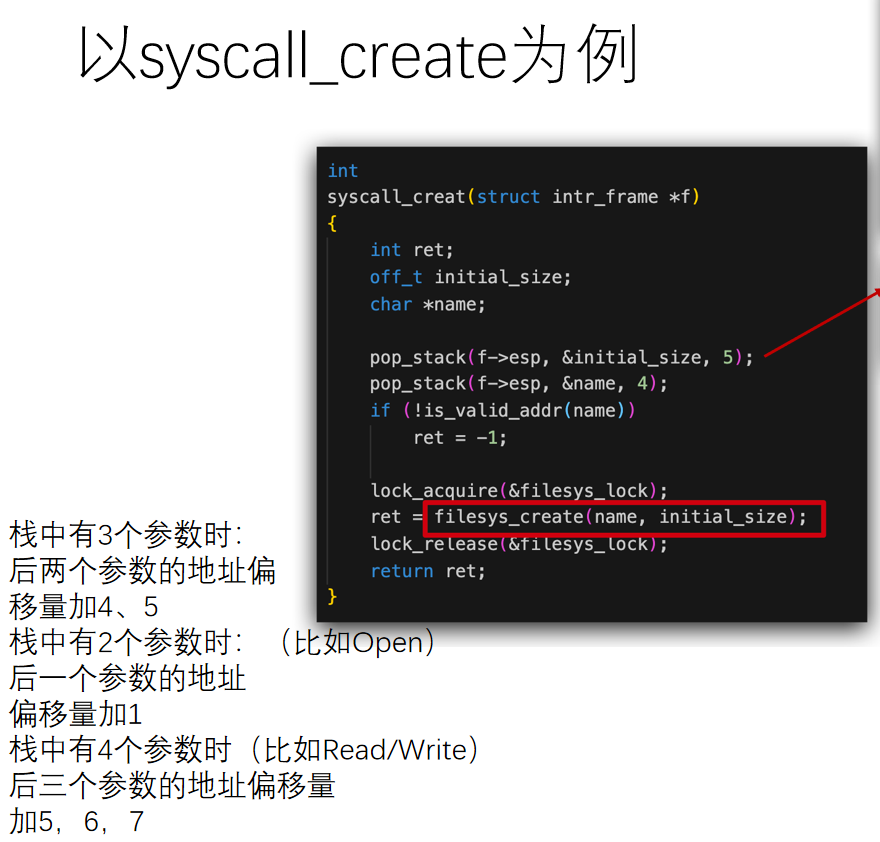 以syscall_create为例
int
syscall_creat(struct intr_frame *f)
{
int ret;
off_t initial_size;
char *name;
pop_stack(f->esp, &initial_size, 5);
pop_stack(f->esp, &name, 4);
if (!is_valid_addr(name))
ret = -1;
lock_acquire(&filesys_lock);
ret = filesys_create(name, initial_size);
lock_release(&filesys_lock);
return ret;
}
栈中有3个参数时：
后两个参数的地址偏
移量加4、5
栈中有2个参数时：（比如Open）
后一个参数的地址
偏移量加1
栈中有4个参数时（比如Read/Write）
后三个参数的地址偏移量
加5，6，7